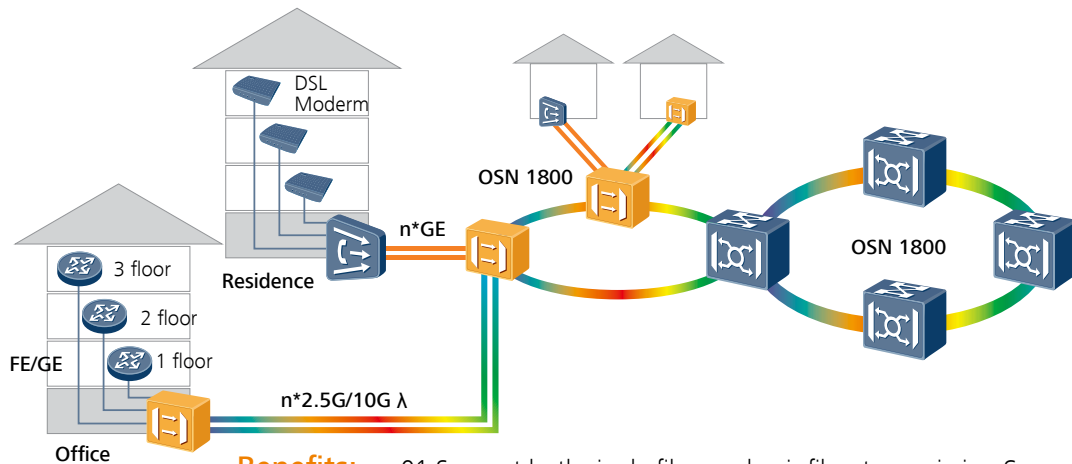 DSL
Moderm
OSN 1800
n*GE
OSN 1800
Residence
3 floor
2 floor
FE/GE
1 floor
n*2.5G/10G λ
Office